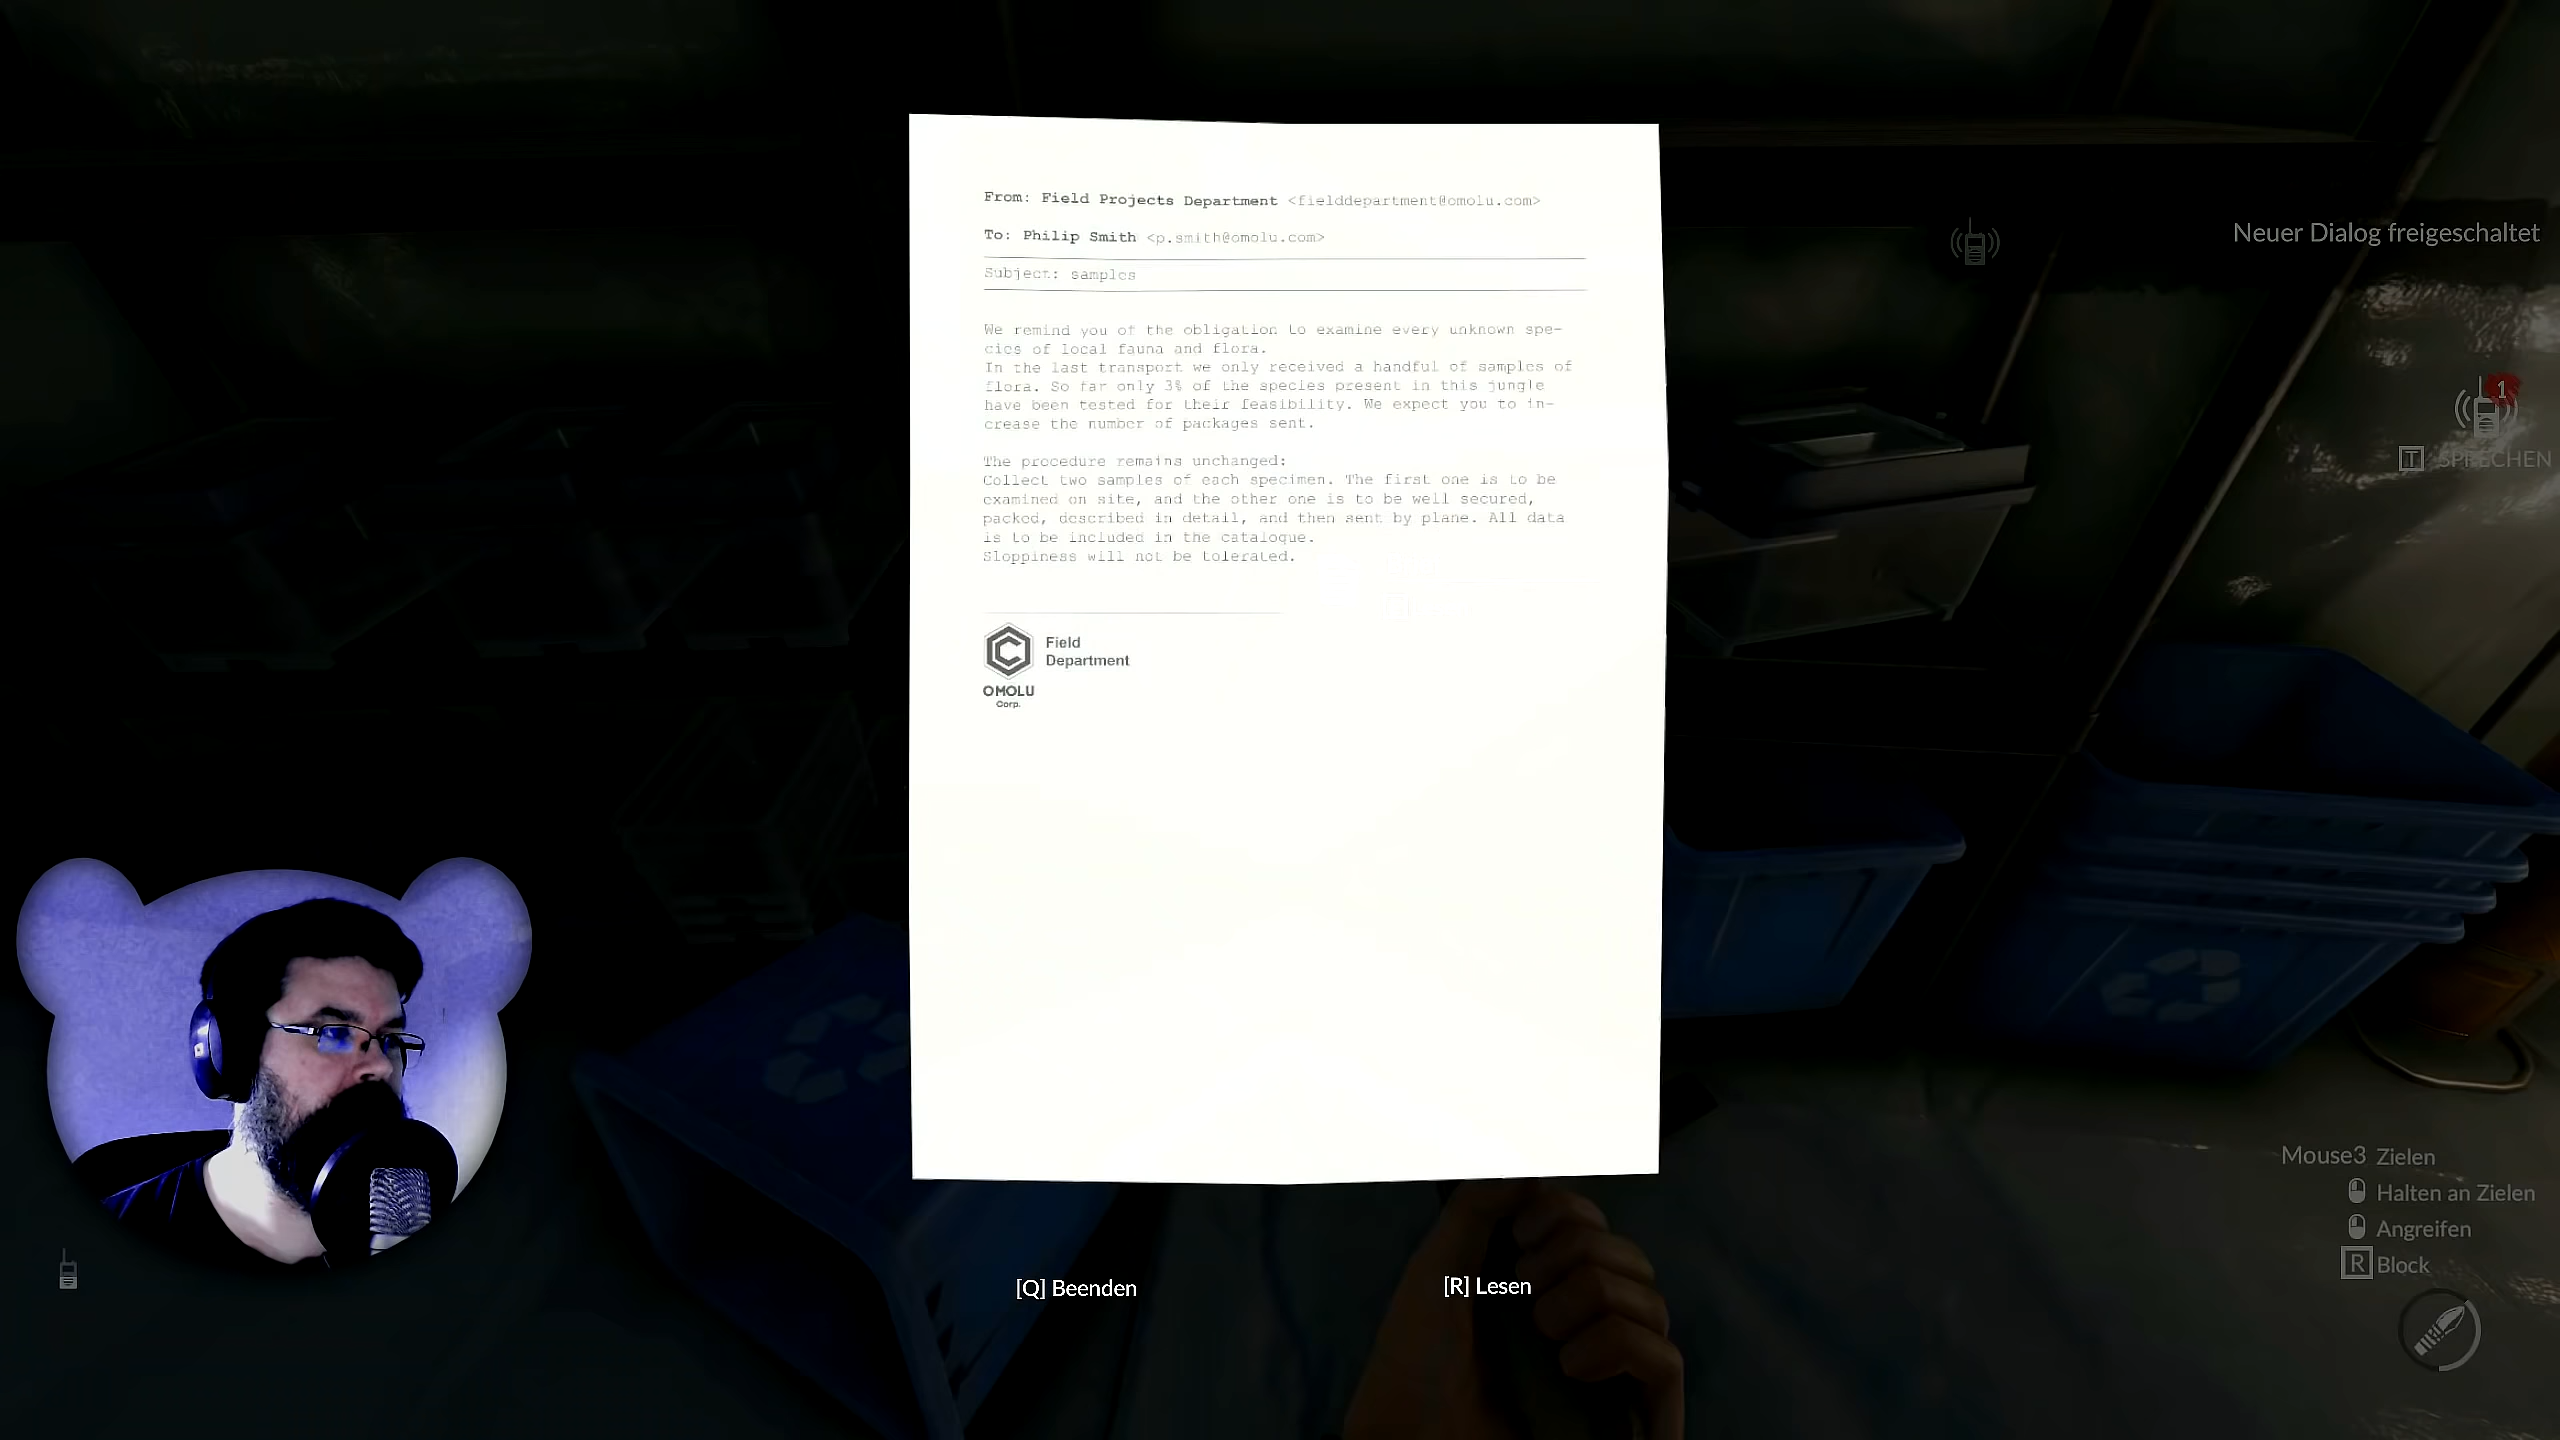 From: Field Projects Department <fielddepartment@omolu.com>
To: Philip Smith <p.smith@omolu.com>
Subject: samples
We remind you of the obligation to examine every unknown spe-
cies of local fauna and flora.
In the last transport we only received a handful of samples of
flora. So far only 3% of the species present in this jungle
have been tested for their feasibility. We expect you to in-
crease the number of packages sent.
The procedure remains unchanged:
Collect two samples of each specimen. The first one is to be
examined on site, and the other one is to be well secured,
packed, described in detail, and then sent by plane. All data
is to be included in the catalogue.
Sloppiness will not be tolerated.
Field
Department
OMOLU
Corp.
Neuer Dialog freigeschaltet
1
T SPRECHEN
Mouse3 Zielen
Halten an Zielen
Angreifen
R Block
[Q] Beenden
[R] Lesen